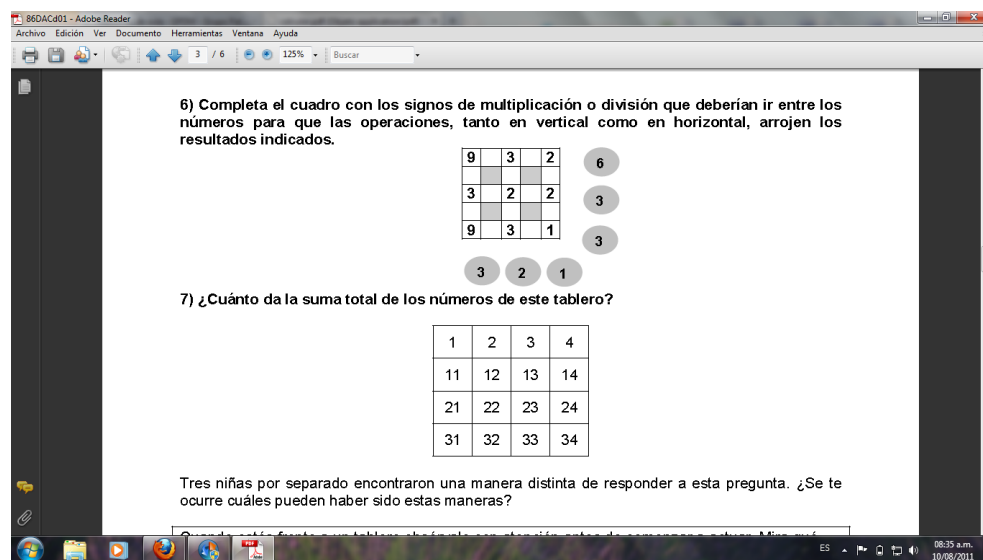 86DACd01 - Adobe Reader
Archivo Edición Ver Documento Herramientas Ventana Ayuda
3 / 6 125% Buscar
6) Completa el cuadro con los signos de multiplicación o división que deberían ir entre los
números para que las operaciones, tanto en vertical como en horizontal, arrojen los
resultados indicados.
9 3 2 6
3 2 2 3
9 3 1 3
3 2 1
7) ¿Cuánto da la suma total de los números de este tablero?
1 2 3 4
11 12 13 14
21 22 23 24
31 32 33 34
Tres niñas por separado encontraron una manera distinta de responder a esta pregunta. ¿Se te
ocurre cuáles pueden haber sido estas maneras?
ES 08:35 a.m.
10/08/2011